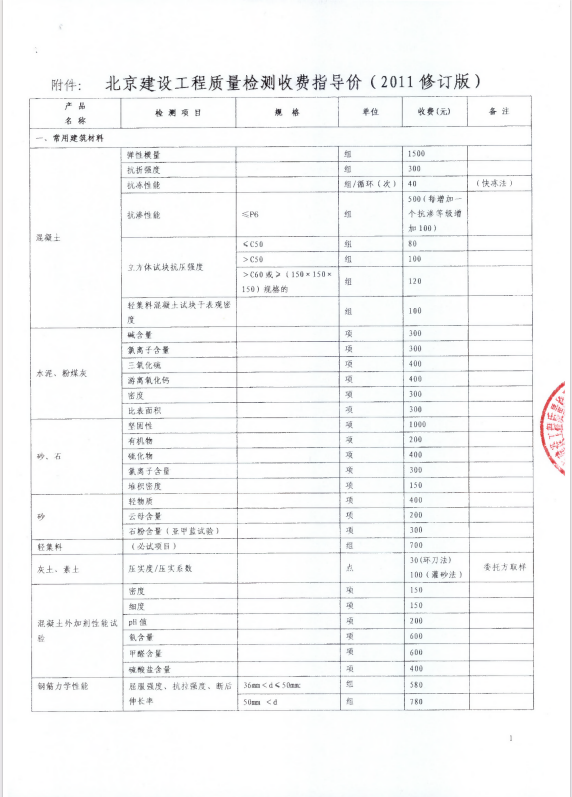 附件: 北京建设工程质量检测收费指导价(2011修订版)
产品名称 检测项目 规格 单位 收费(元) 备注
一、常用建筑材料
混凝土
弹性模量 组 1500
抗折强度 组 300
抗冻性能 组/循环(次) 40 (快冻法)
抗渗性能 ≤P6 组 500(每增加一个抗渗等级增加100)
立方体试块抗压强度
≤C50 组 80
>C50 组 100
>C60或≥(150×150×150)规格的 组 120
轻集料混凝土试块干表观密度 组 100
水泥、粉煤灰
碱含量 项 300
氯离子含量 项 300
三氧化硫 项 400
游离氧化钙 项 400
密度 项 300
比表面积 项 300
砂、石
坚固性 项 1000
有机物 项 200
硫化物 项 400
氯离子含量 项 300
堆积密度 项 150
砂
轻物质 项 400
云母含量 项 200
石粉含量(亚甲蓝试验) 项 300
轻集料 (必试项目) 组 700
灰土、素土 压实度/压实系数 点 30(环刀法) 100(灌砂法) 委托方取样
混凝土外加剂性能试验
密度 项 150
细度 项 150
pH值 项 200
氨含量 项 600
甲醛含量 项 600
硫酸盐含量 项 400
钢筋力学性能 屈服强度、抗拉强度、断后伸长率
36mm<d≤50mm 组 580
50mm <d 组 780
1